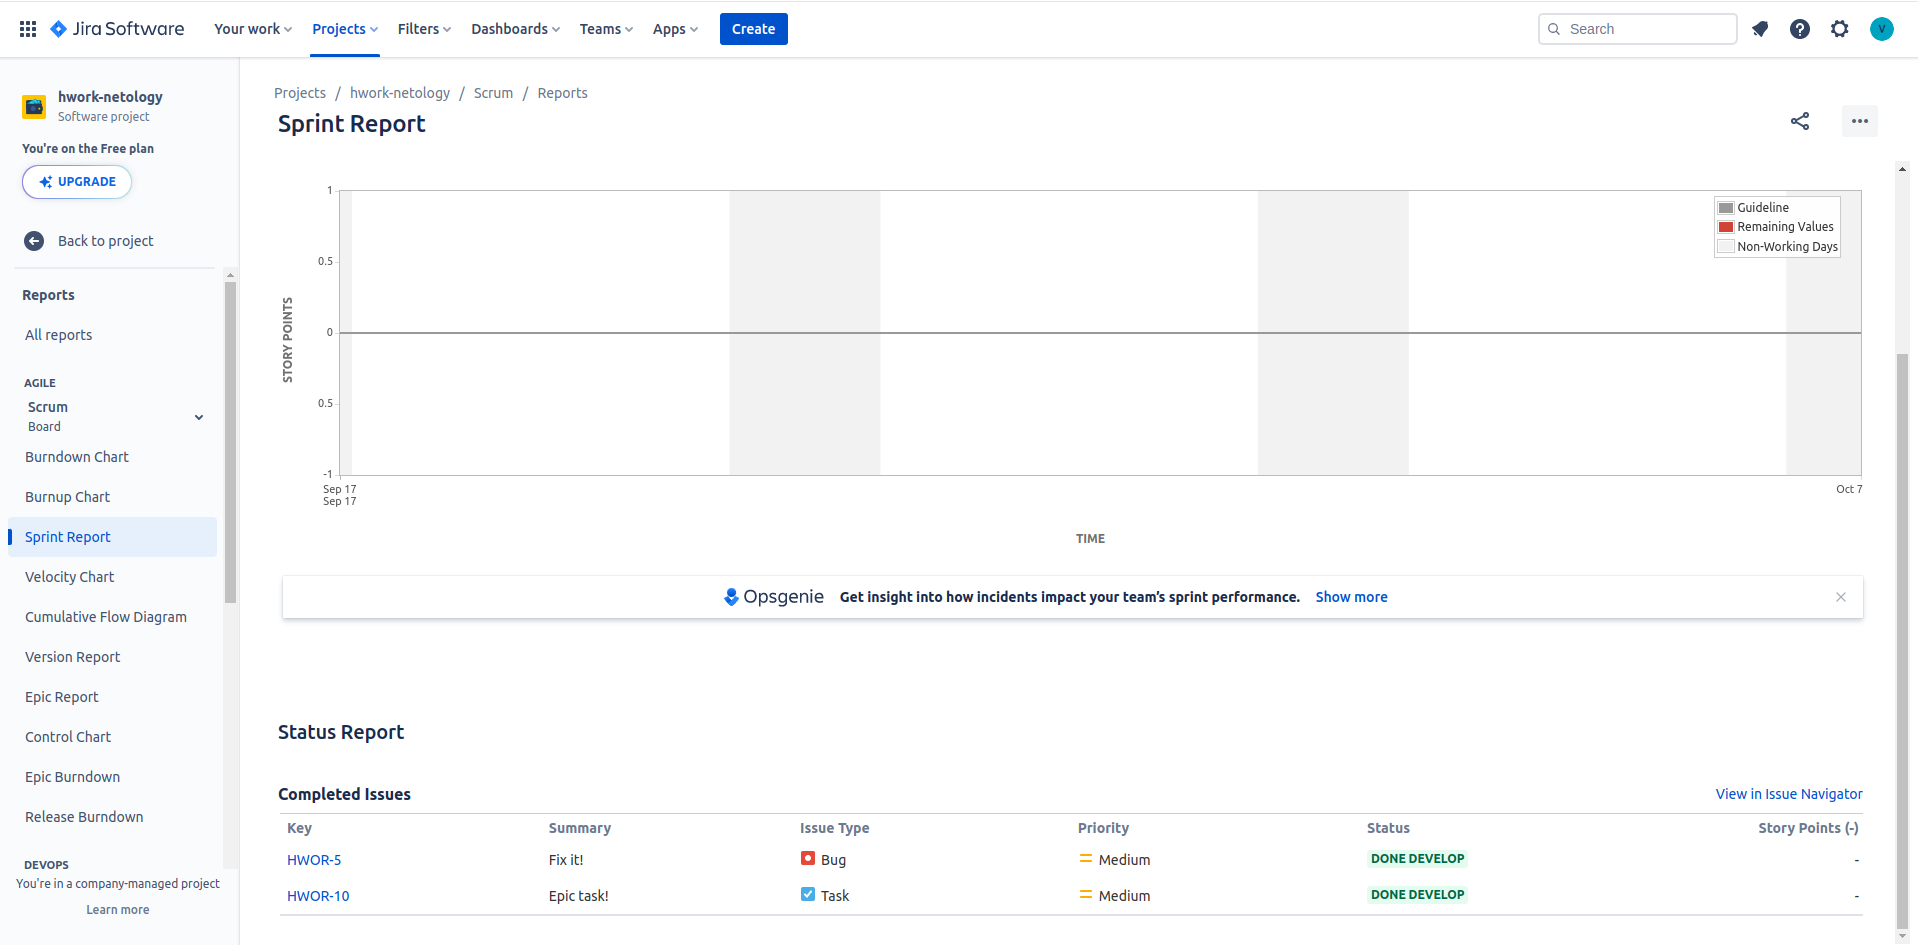 Jira Software
Your work
Projects
Filters
Dashboards
Teams
Apps
Create
Search
V
hwork-netology
Software project
You're on the Free plan
UPGRADE
Back to project
Reports
All reports
AGILE
Scrum
Board
Burndown Chart
Burnup Chart
Sprint Report
Velocity Chart
Cumulative Flow Diagram
Version Report
Epic Report
Control Chart
Epic Burndown
Release Burndown
DEVOPS
You're in a company-managed project
Learn more
Projects / hwork-netology / Scrum / Reports
Sprint Report
STORY POINTS
1
0.5
0
0.5
-1
Sep 17
Sep 17
Oct 7
TIME
Guideline
Remaining Values
Non-Working Days
Opsgenie Get insight into how incidents impact your team's sprint performance. Show more
Status Report
Completed Issues
View in Issue Navigator
Key Summary Issue Type Priority Status Story Points (-)
HWOR-5 Fix it! Bug Medium DONE DEVELOP -
HWOR-10 Epic task! Task Medium DONE DEVELOP -